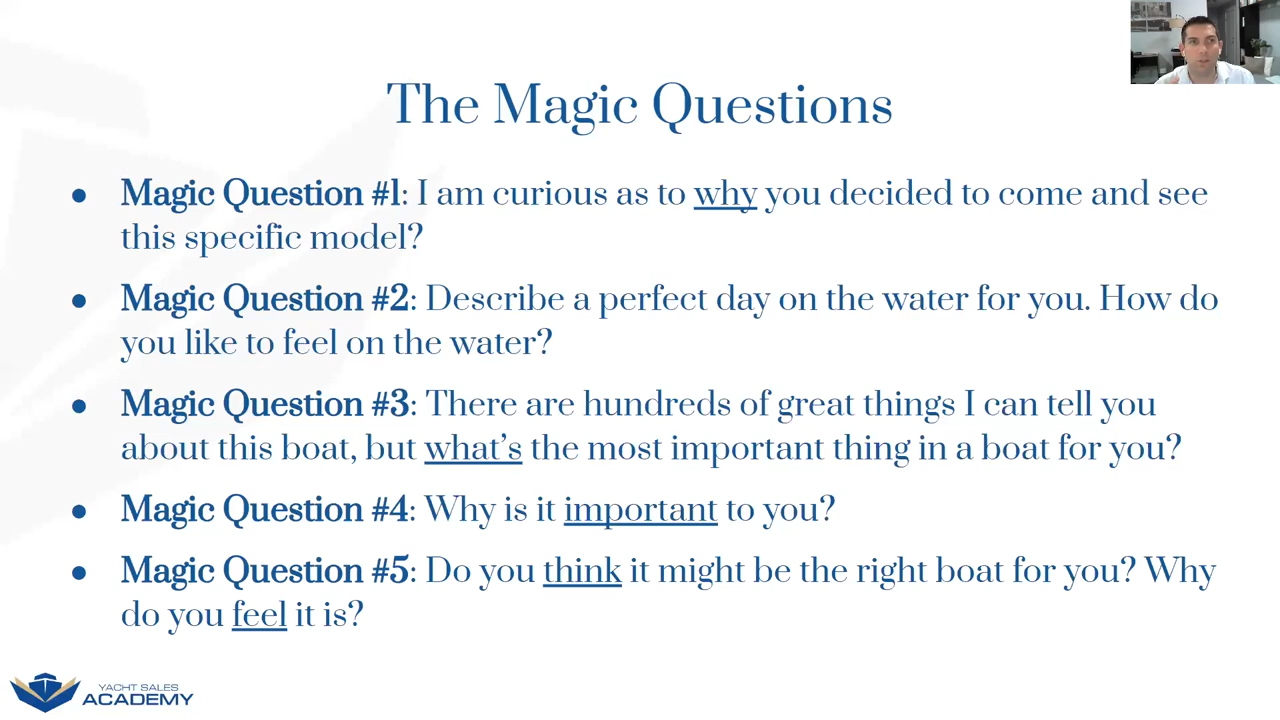 The Magic Questions
● Magic Question #1: I am curious as to why you decided to come and see
this specific model?
● Magic Question #2: Describe a perfect day on the water for you. How do
you like to feel on the water?
● Magic Question #3: There are hundreds of great things I can tell you
about this boat, but what’s the most important thing in a boat for you?
● Magic Question #4: Why is it important to you?
● Magic Question #5: Do you think it might be the right boat for you? Why
do you feel it is?
YACHT SALES
ACADEMY